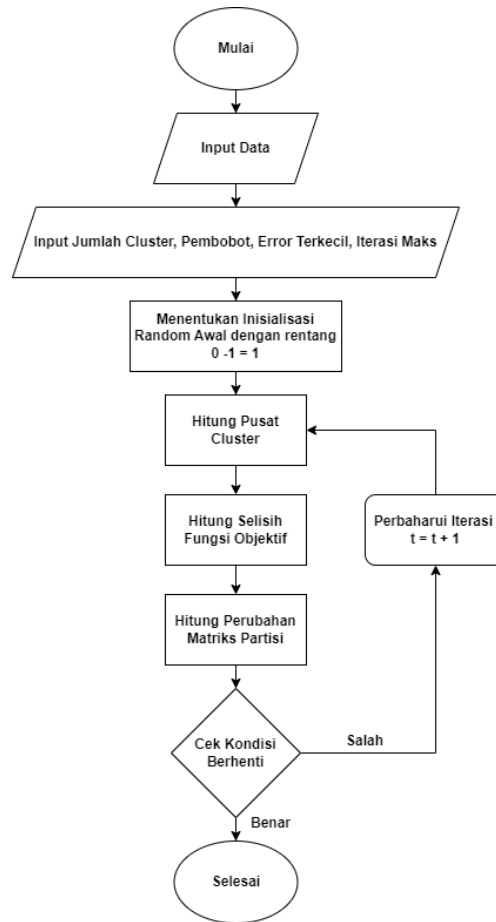 Mulai
Input Data
Input Jumlah Cluster, Pembobot, Error Terkecil, Iterasi Maks
Menentukan Inisialisasi
Random Awal dengan rentang
0 -1 = 1
Hitung Pusat
Cluster
Hitung Selisih
Fungsi Objektif
Perbaharui Iterasi
t = t + 1
Hitung Perubahan
Matriks Partisi
Cek Kondisi
Berhenti
Salah
Benar
Selesai